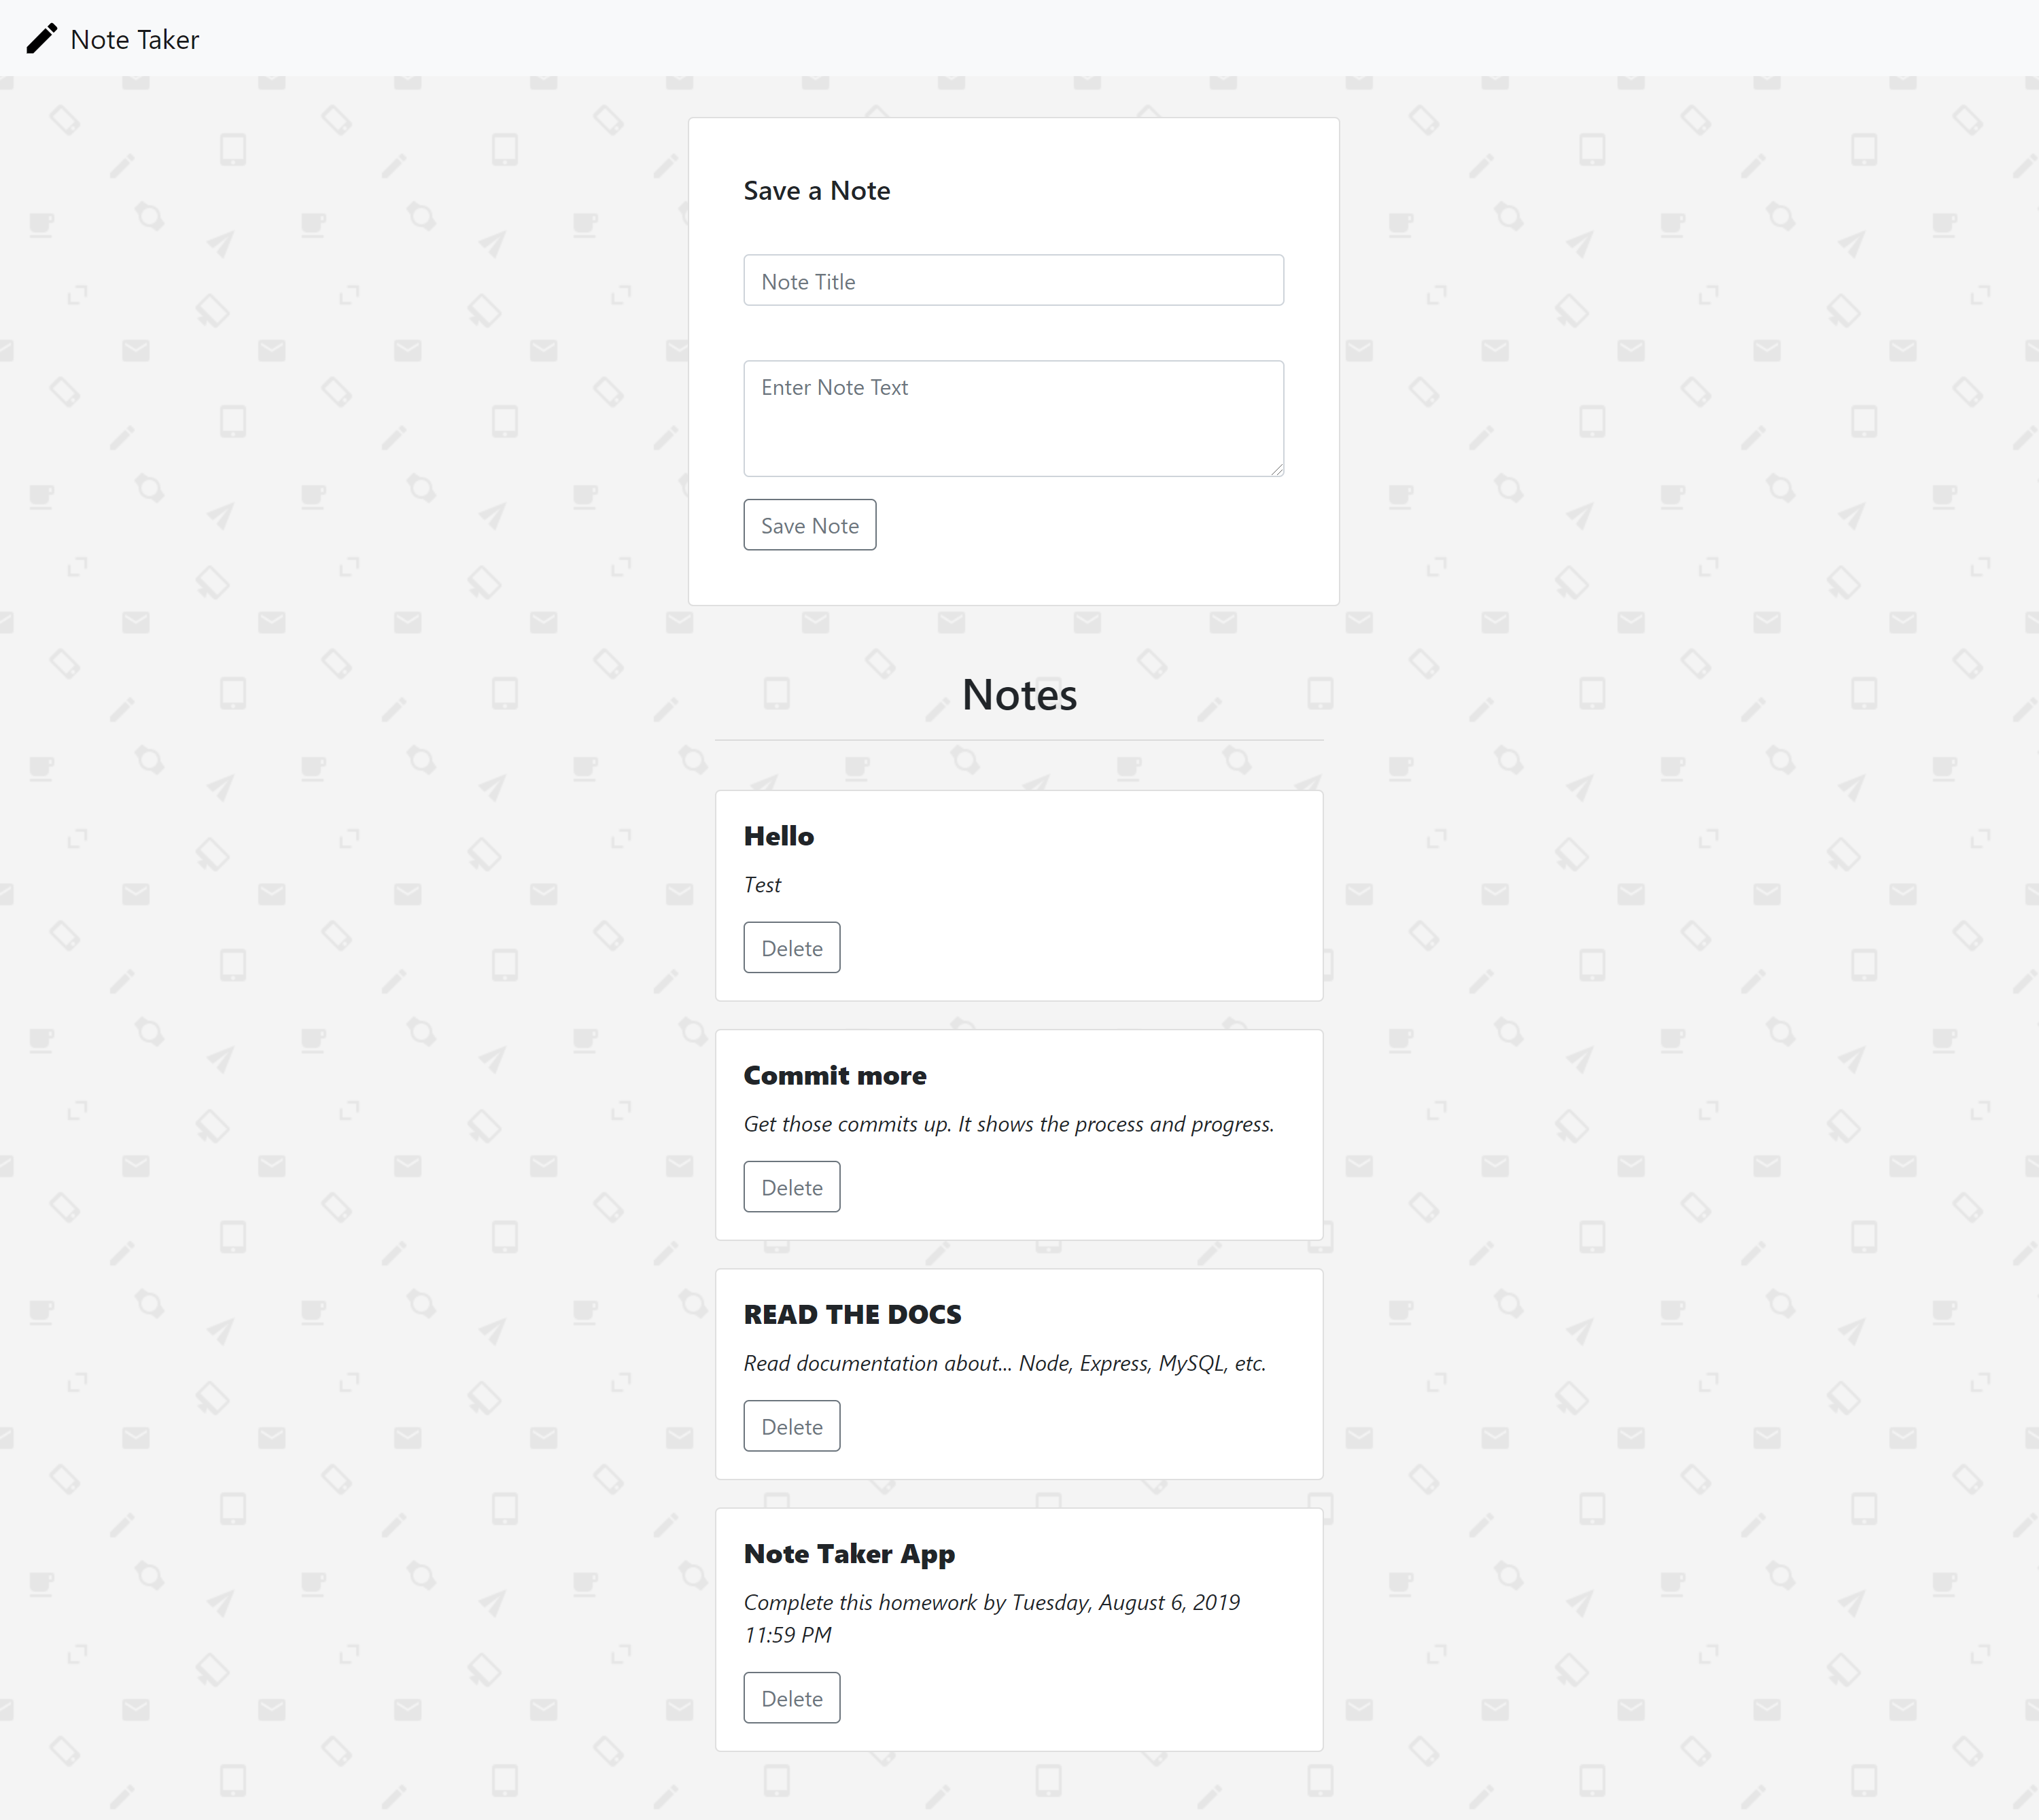 Note Taker
Save a Note
Note Title
Enter Note Text
Save Note
Notes
Hello
Test
Delete
Commit more
Get those commits up. It shows the process and progress.
Delete
READ THE DOCS
Read documentation about... Node, Express, MySQL, etc.
Delete
Note Taker App
Complete this homework by Tuesday, August 6, 2019
11:59 PM
Delete